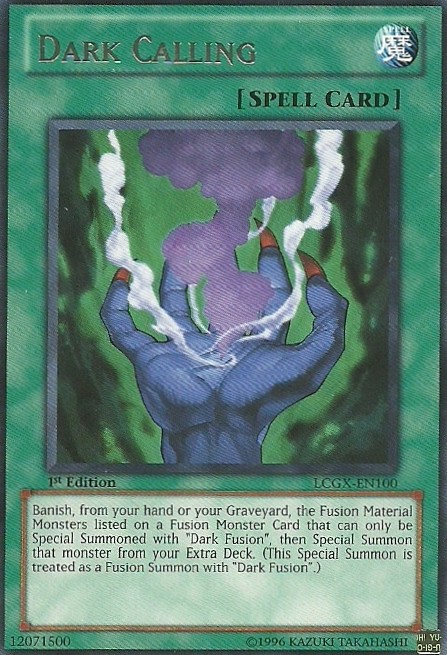 DARK CALLING
SPELL
魔
[SPELL CARD]
1st Edition
LCGX-EN100
Banish, from your hand or your Graveyard, the Fusion Material
Monsters listed on a Fusion Monster Card that can only be
Special Summoned with "Dark Fusion", then Special Summon
that monster from your Extra Deck. (This Special Summon is
treated as a Fusion Summon with "Dark Fusion".)
12071500
©1996 KAZUKI TAKAHASHI